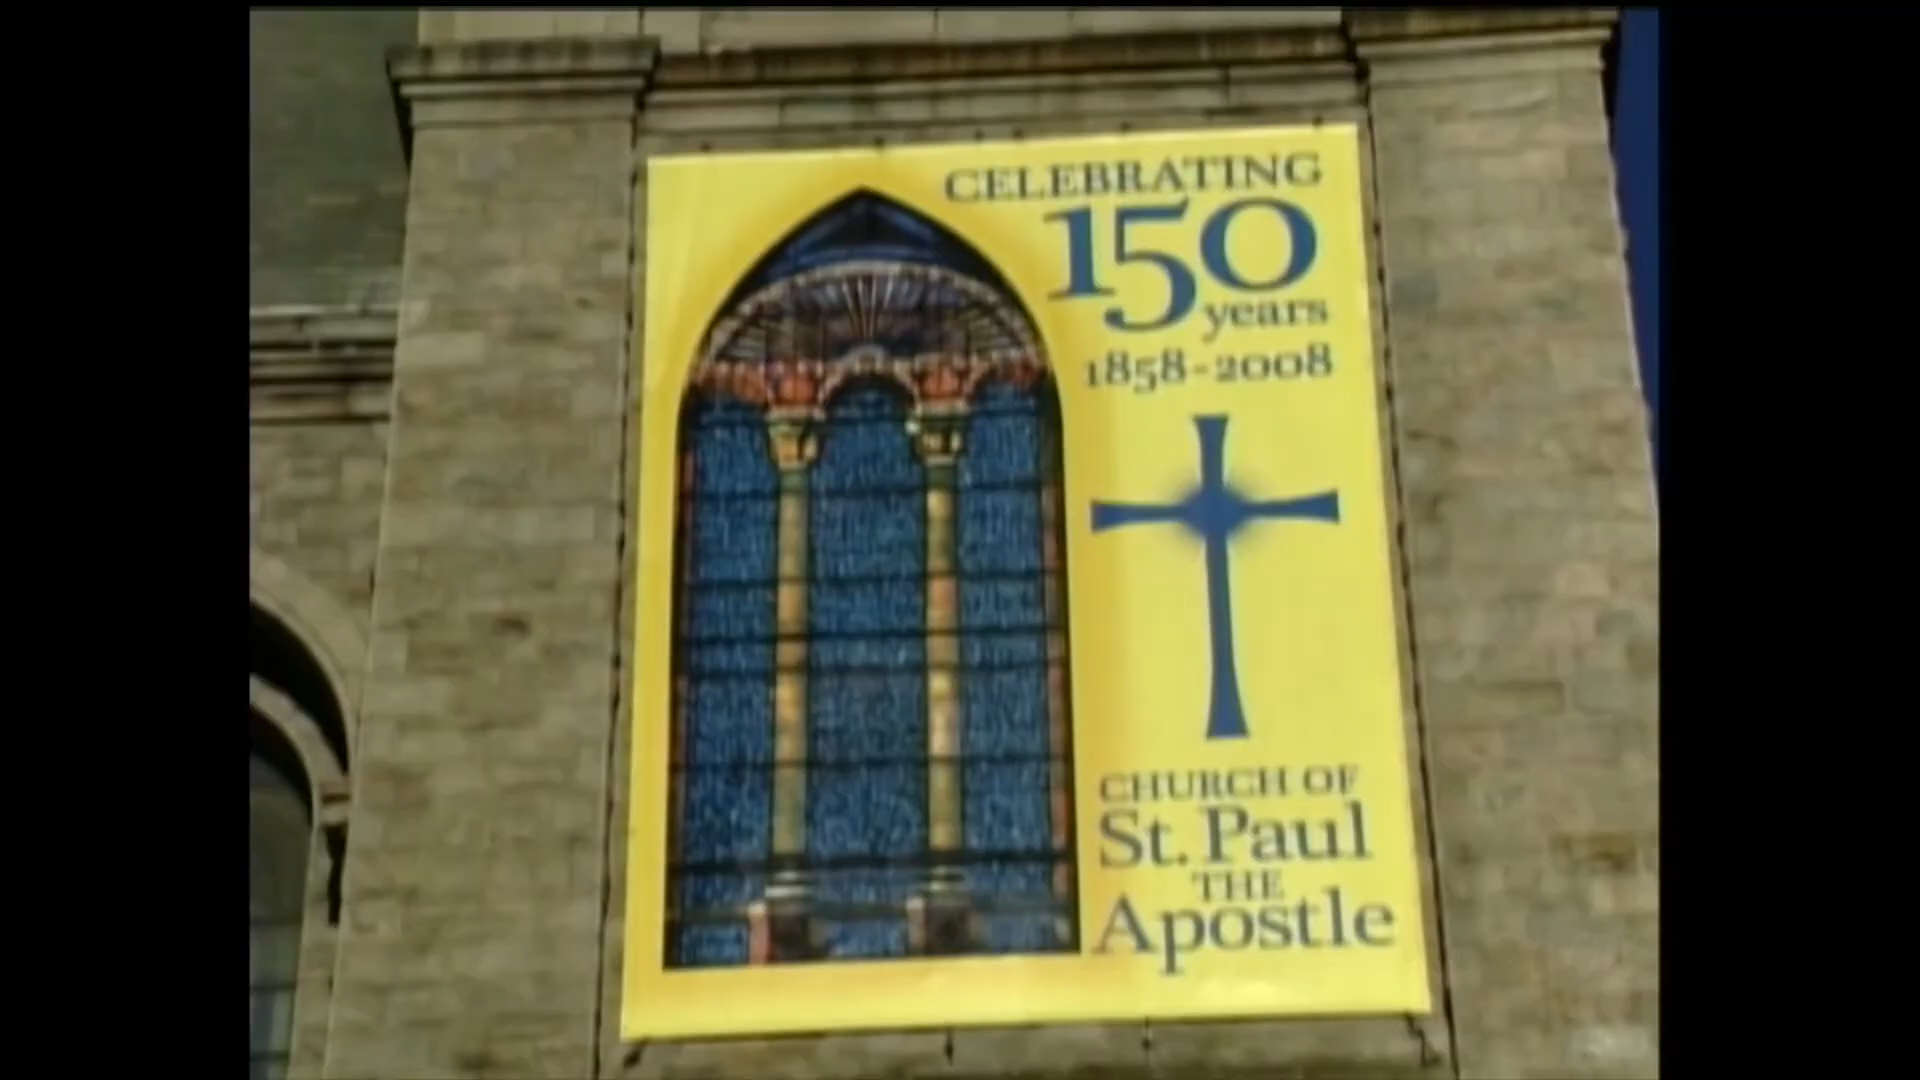 CELEBRATING
150
years
1858-2008
CHURCH OF
St. Paul
THE
Apostle